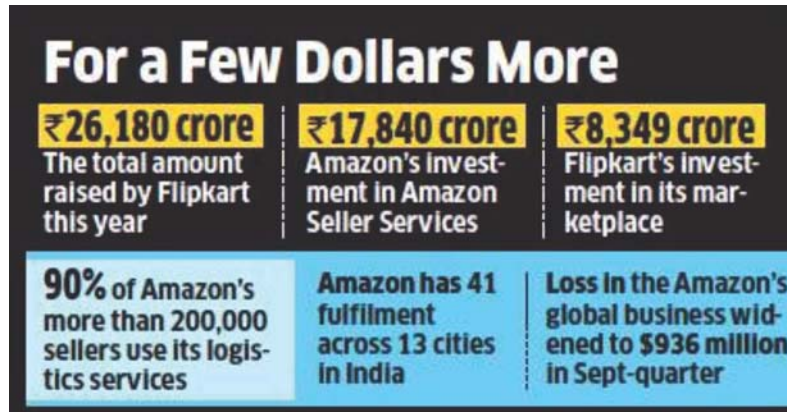 For a Few Dollars More
₹26,180 crore
The total amount
raised by Flipkart
this year
₹17,840 crore
Amazon's invest-
ment in Amazon
Seller Services
₹8,349 crore
Flipkart's invest-
ment in its mar-
ketplace
90% of Amazon's
more than 200,000
sellers use its logis-
tics services
Amazon has 41
fulfilment
across 13 cities
in India
Loss in the Amazon's
global business wid-
ened to $936 million
in Sept-quarter